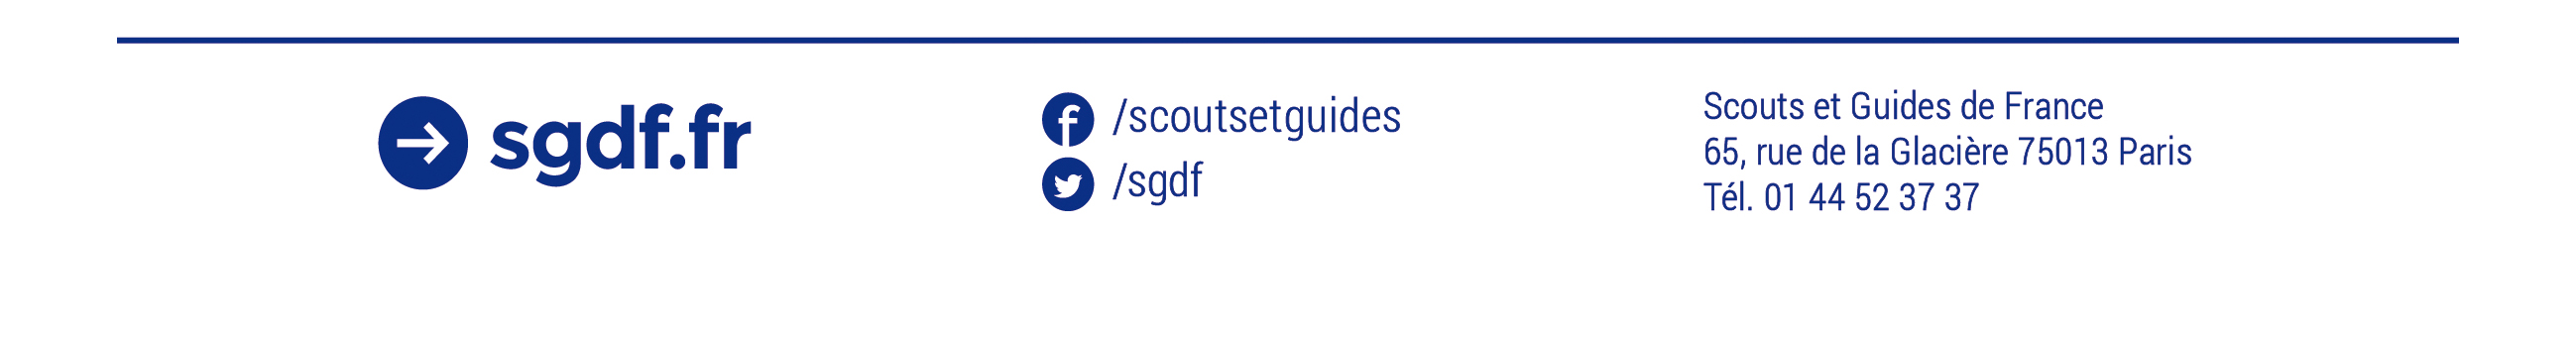 sgdf.fr
/scoutsetguides
/sgdf
Scouts et Guides de France
65, rue de la Glacière 75013 Paris
Tél. 01 44 52 37 37